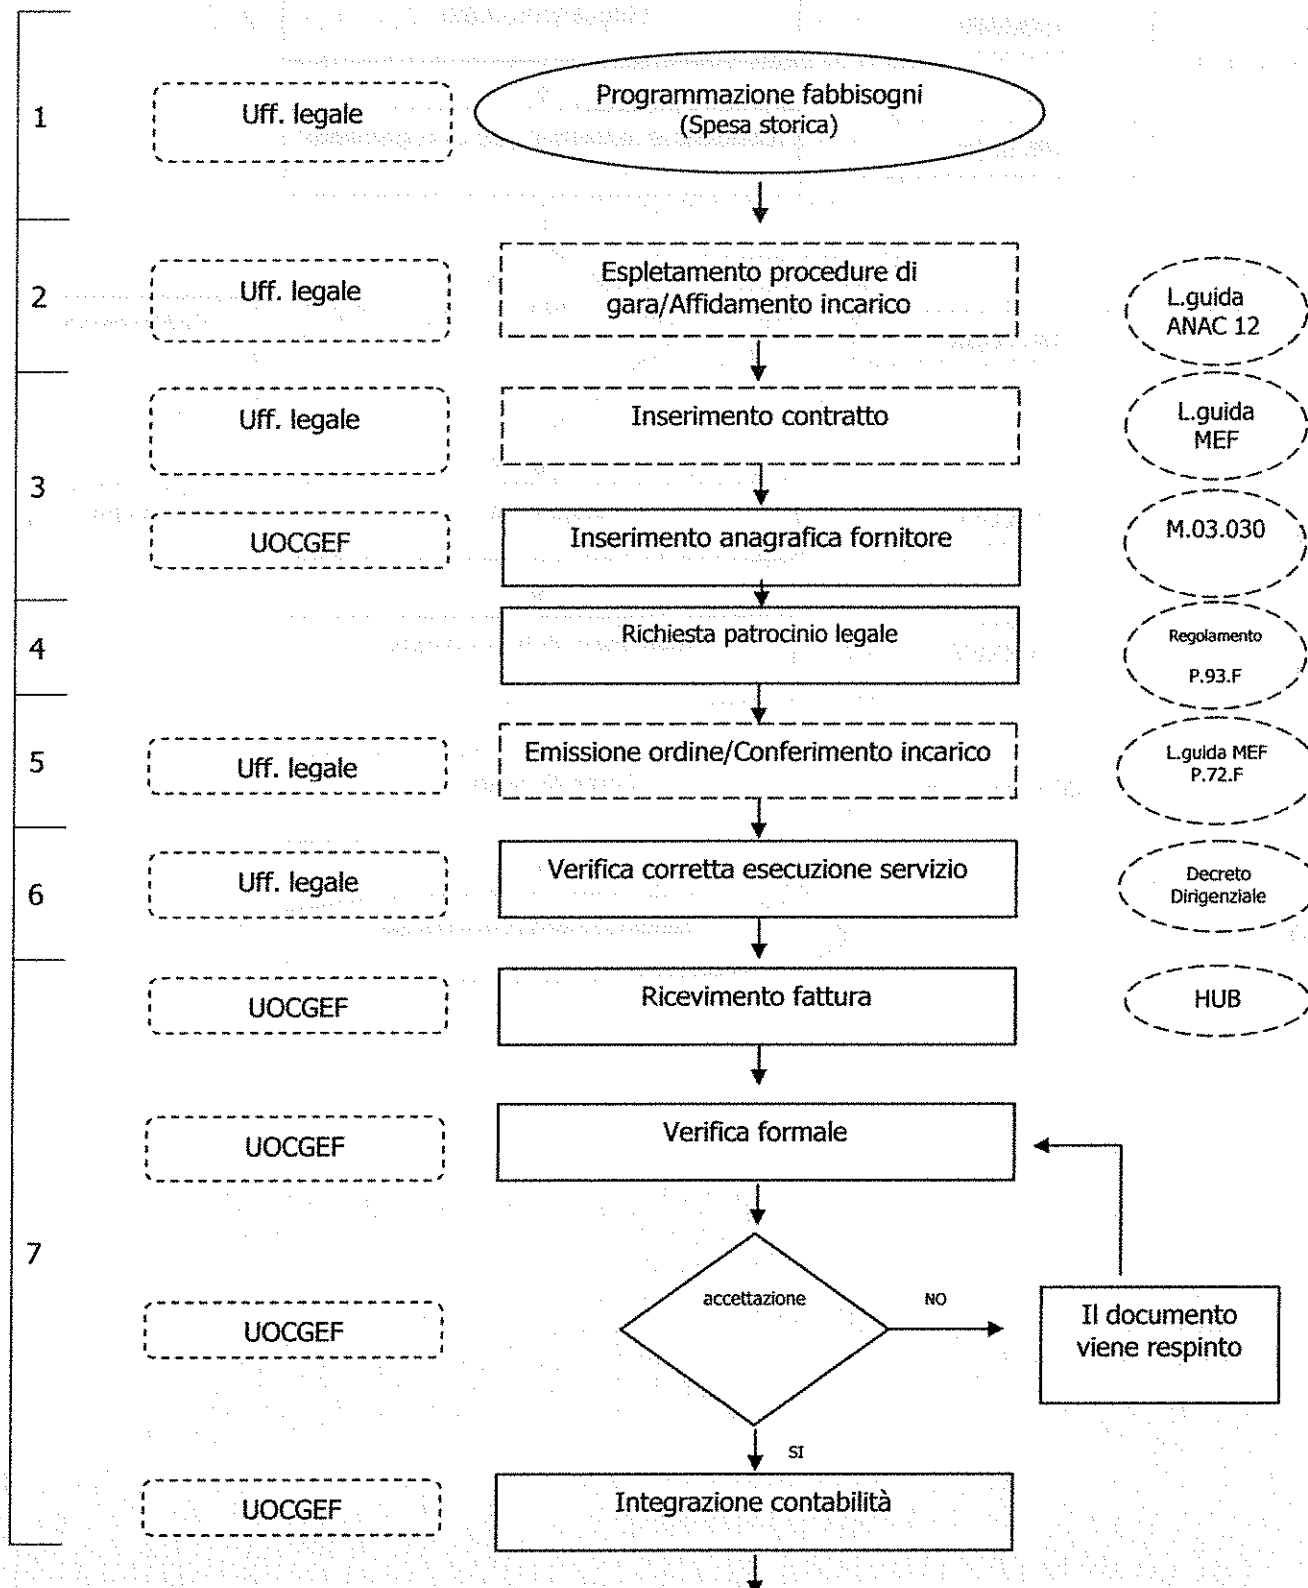 1
Uff. legale
Programmazione fabbisogni
(Spesa storica)
2
Uff. legale
Espletamento procedure di
gara/Affidamento incarico
L.guida
ANAC 12
3
Uff. legale
Inserimento contratto
L.guida
MEF
UOCGEF
Inserimento anagrafica fornitore
M.03.030
4
Richiesta patrocinio legale
Regolamento
P.93.F
5
Uff. legale
Emissione ordine/Conferimento incarico
L.guida MEF
P.72.F
6
Uff. legale
Verifica corretta esecuzione servizio
Decreto
Dirigenziale
UOCGEF
Ricevimento fattura
HUB
UOCGEF
Verifica formale
7
UOCGEF
accettazione
NO
Il documento
viene respinto
SI
UOCGEF
Integrazione contabilità